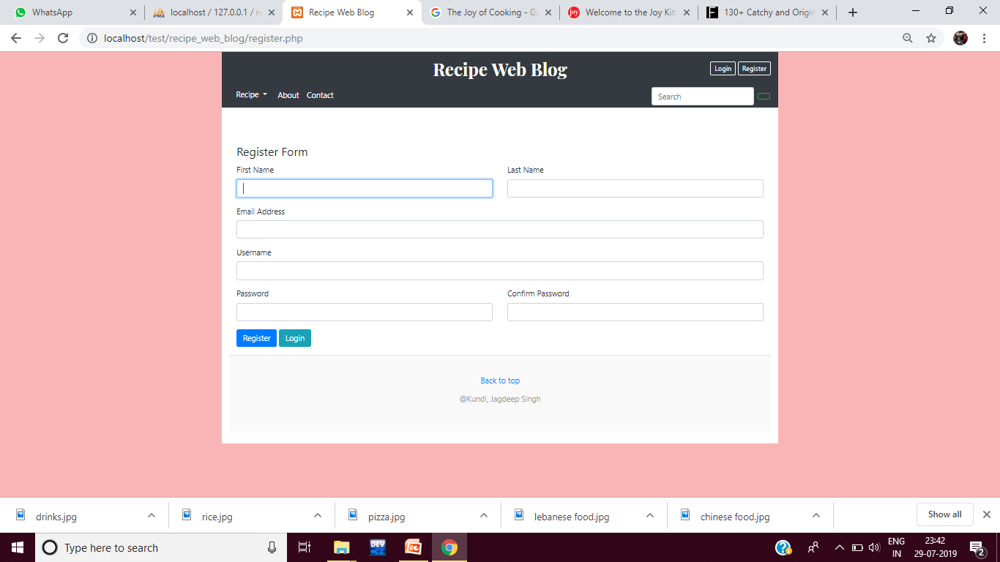 WhatsApp
localhost / 127.0.0.1 / re
Recipe Web Blog
The Joy of Cooking - Go
Welcome to the Joy Kitc
130+ Catchy and Origin
localhost/test/recipe_web_blog/register.php
Recipe Web Blog
Login
Register
Recipe
About
Contact
Search
Register Form
First Name
Last Name
Email Address
Username
Password
Confirm Password
Register
Login
Back to top
@Kundi, Jagdeep Singh
drinks.jpg
rice.jpg
pizza.jpg
lebanese food.jpg
chinese food.jpg
Show all
Type here to search
ENG
IN
23:42
29-07-2019
2